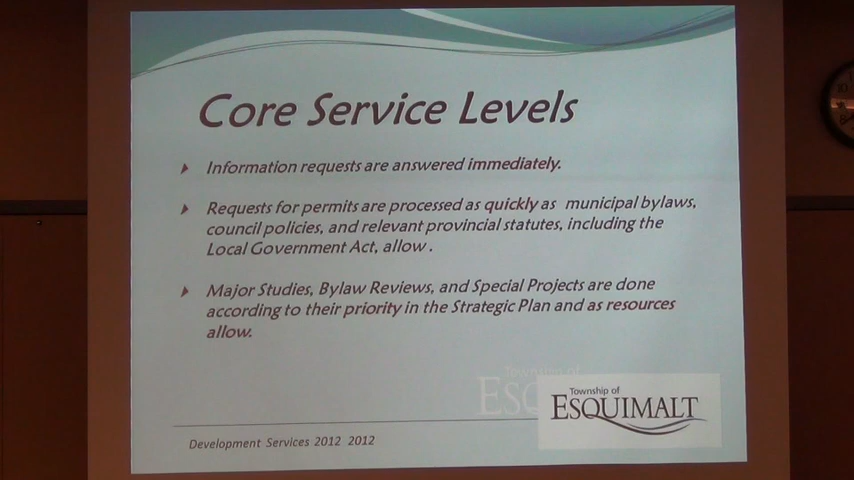 Core Service Levels
Information requests are answered immediately.
Requests for permits are processed as quickly as municipal bylaws,
council policies, and relevant provincial statutes, including the
Local Government Act, allow .
Major Studies, Bylaw Reviews, and Special Projects are done
according to their priority in the Strategic Plan and as resources
allow.
Township of
ESQ
Township of
ESQUIMALT
Development Services 2012 2012